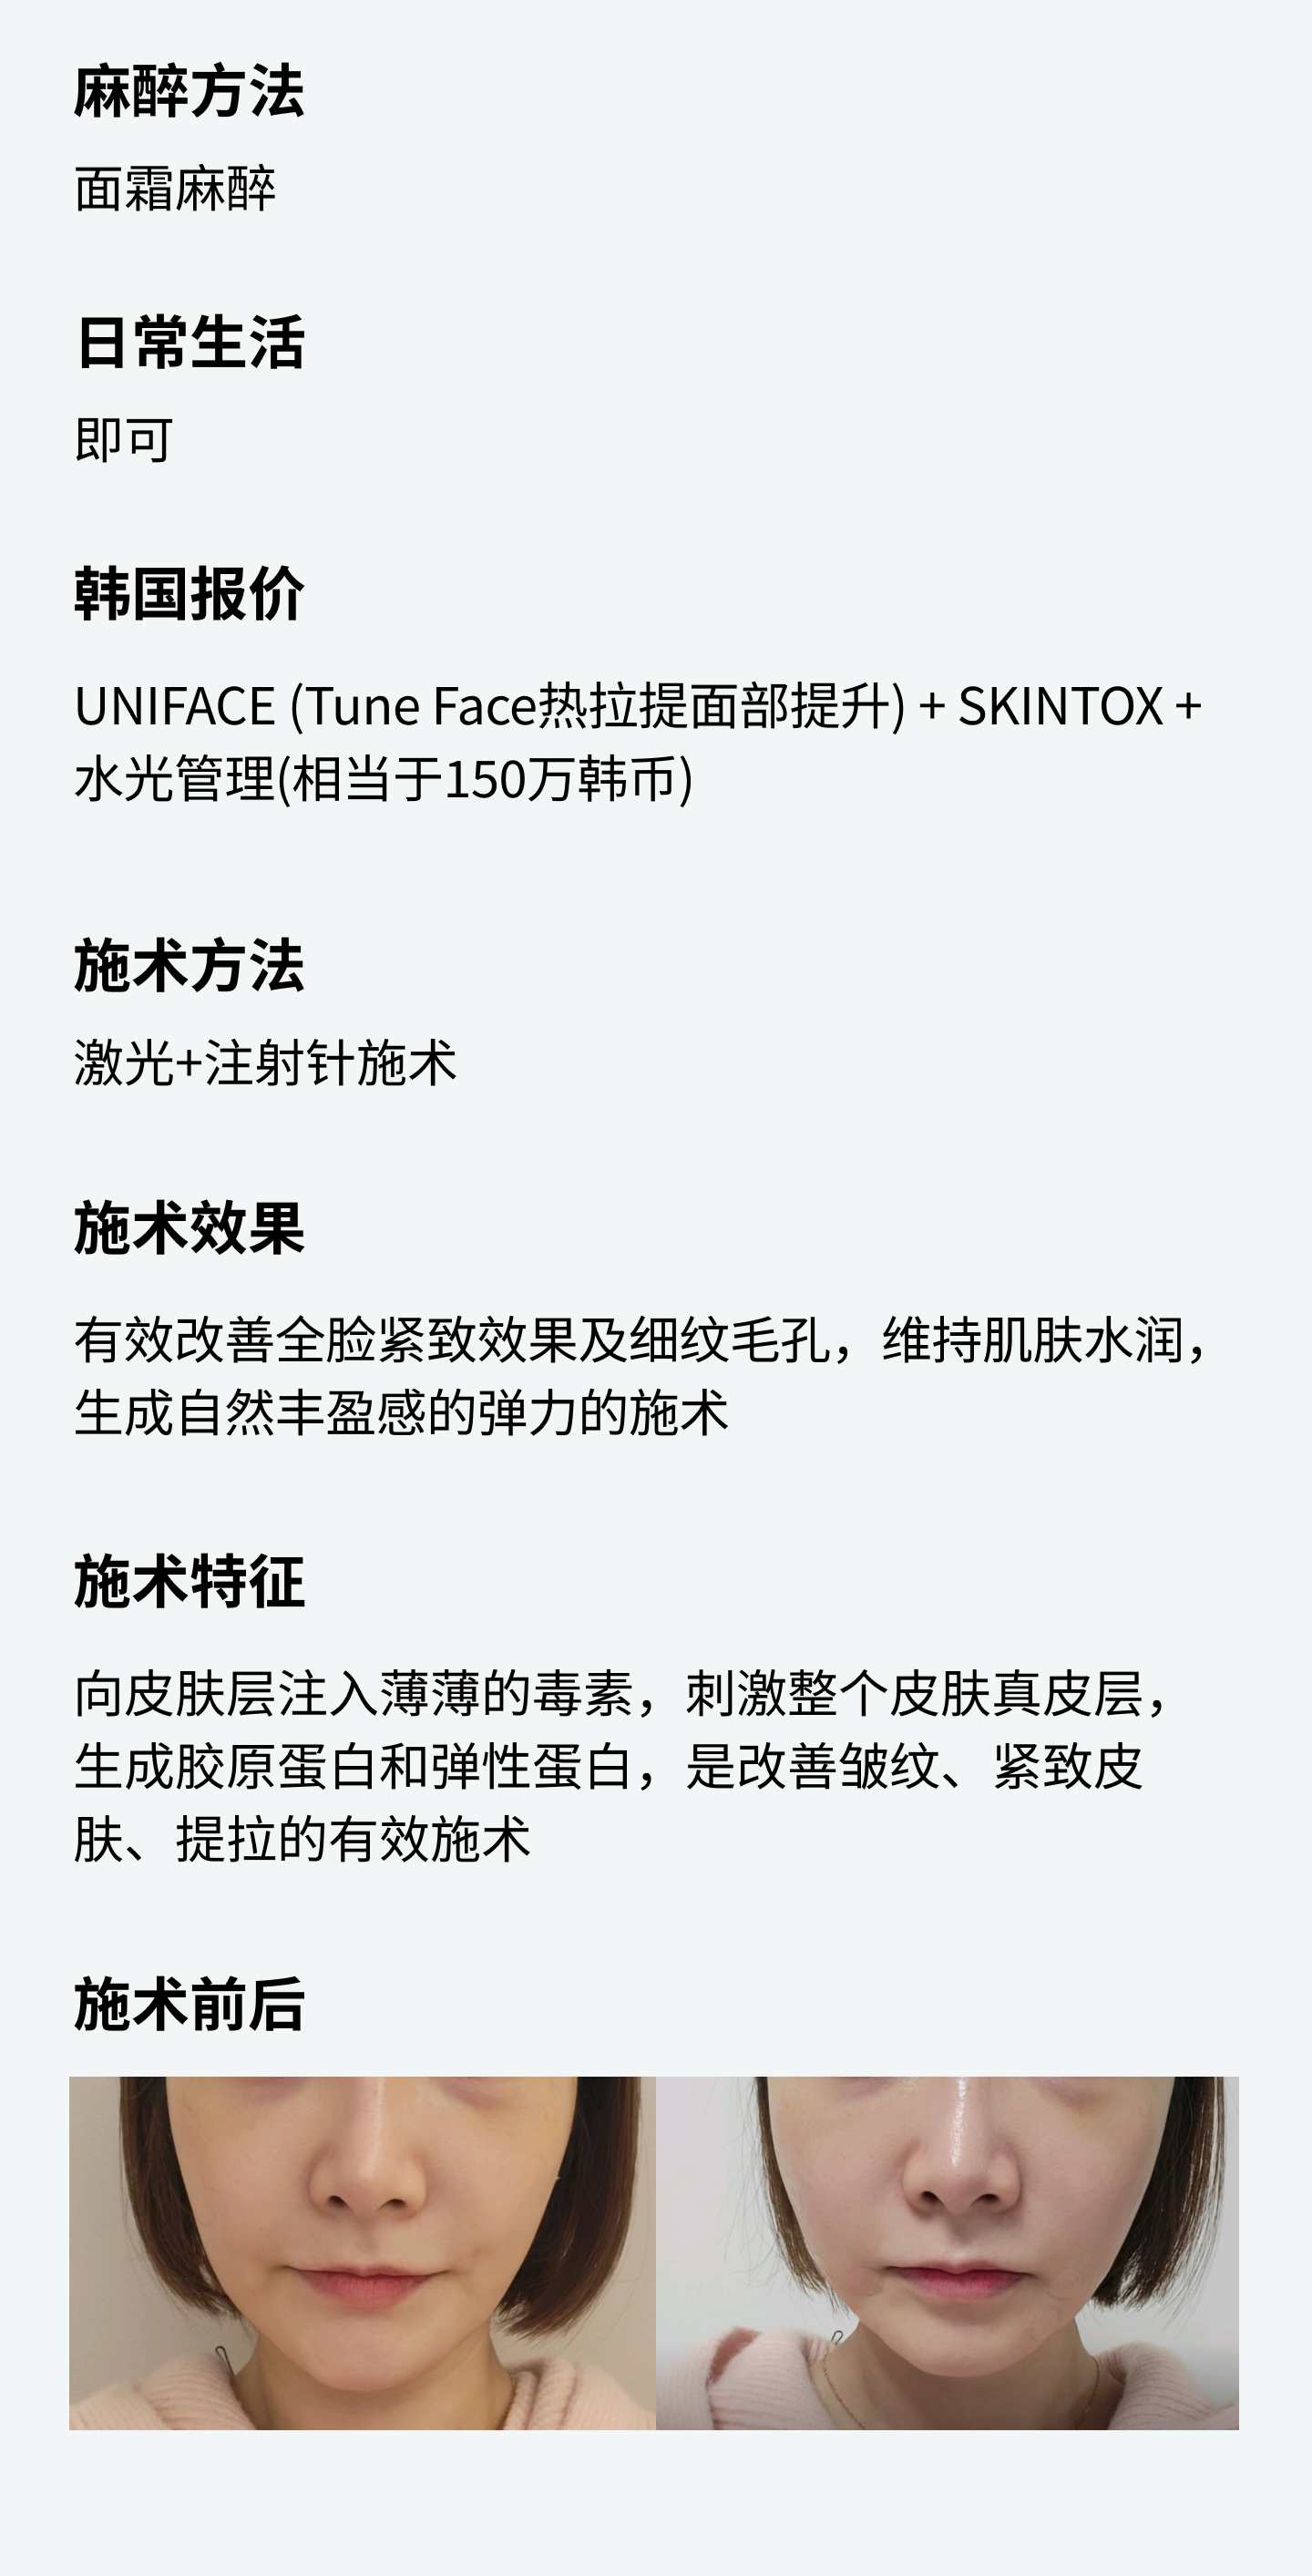 麻醉方法
面霜麻醉
日常生活
即可
韩国报价
UNIFACE (Tune Face热拉提面部提升) + SKINTOX +
水光管理(相当于150万韩币)
施术方法
激光+注射针施术
施术效果
有效改善全脸紧致效果及细纹毛孔，维持肌肤水润，
生成自然丰盈感的弹力的施术
施术特征
向皮肤层注入薄薄的毒素，刺激整个皮肤真皮层，
生成胶原蛋白和弹性蛋白，是改善皱纹、紧致皮
肤、提拉的有效施术
施术前后